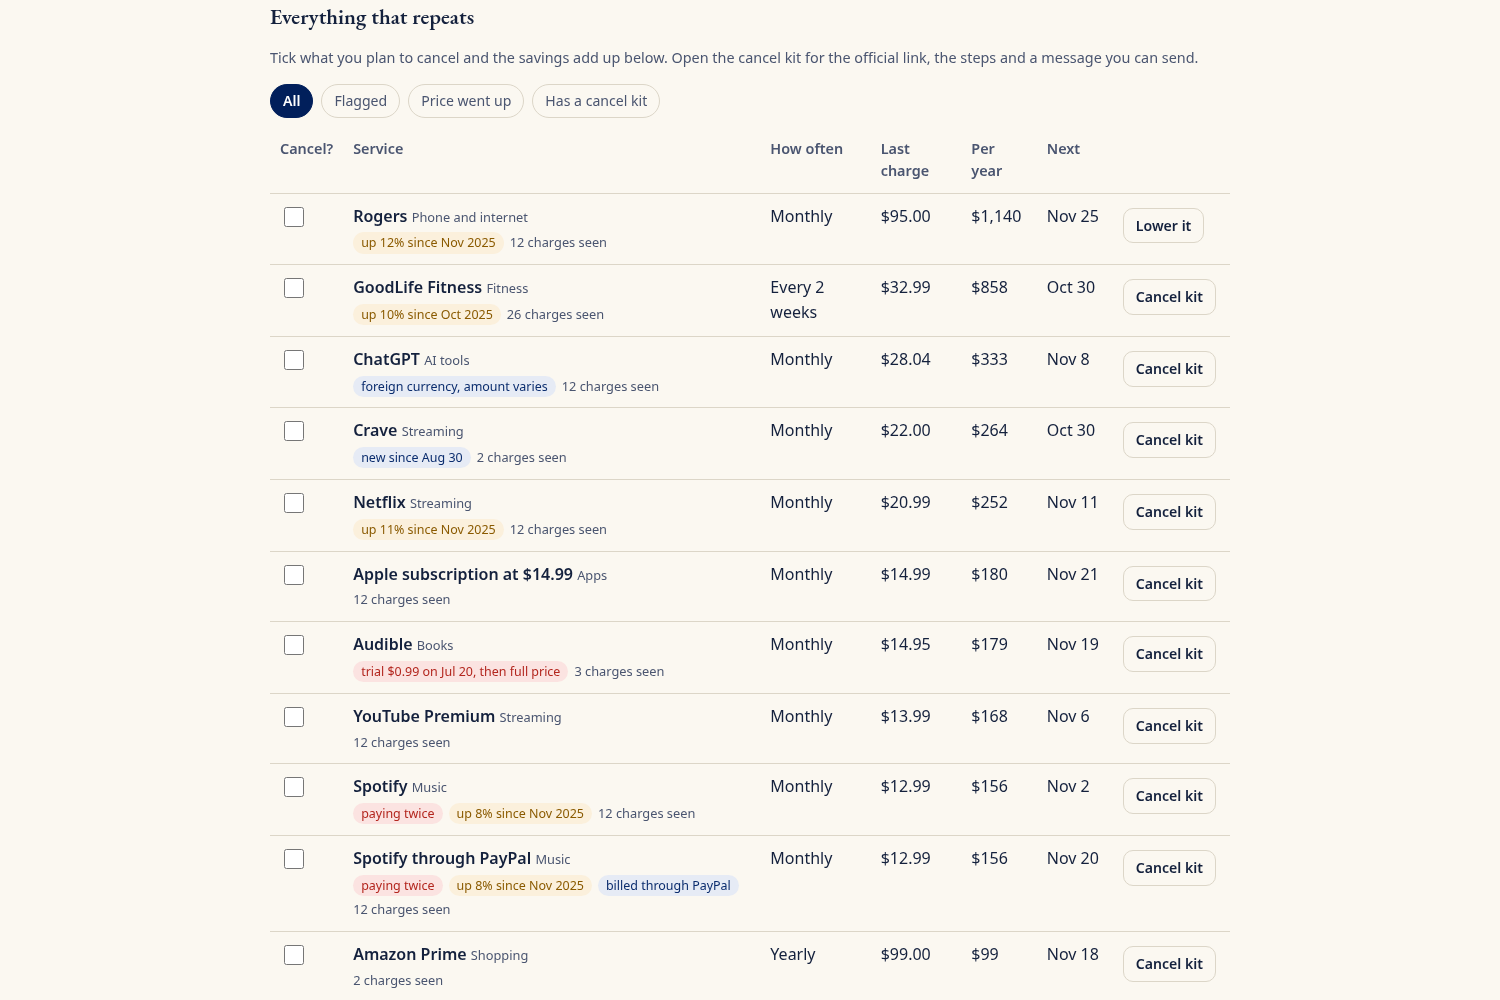 Everything that repeats
Tick what you plan to cancel and the savings add up below. Open the cancel kit for the official link, the steps and a message you can send.
All Flagged Price went up Has a cancel kit
Cancel? Service How often Last charge Per year Next
Rogers Phone and internet Monthly $95.00 $1,140 Nov 25 Lower it
up 12% since Nov 2025 12 charges seen
GoodLife Fitness Fitness Every 2 weeks $32.99 $858 Oct 30 Cancel kit
up 10% since Oct 2025 26 charges seen
ChatGPT AI tools Monthly $28.04 $333 Nov 8 Cancel kit
foreign currency, amount varies 12 charges seen
Crave Streaming Monthly $22.00 $264 Oct 30 Cancel kit
new since Aug 30 2 charges seen
Netflix Streaming Monthly $20.99 $252 Nov 11 Cancel kit
up 11% since Nov 2025 12 charges seen
Apple subscription at $14.99 Apps Monthly $14.99 $180 Nov 21 Cancel kit
12 charges seen
Audible Books Monthly $14.95 $179 Nov 19 Cancel kit
trial $0.99 on Jul 20, then full price 3 charges seen
YouTube Premium Streaming Monthly $13.99 $168 Nov 6 Cancel kit
12 charges seen
Spotify Music Monthly $12.99 $156 Nov 2 Cancel kit
paying twice up 8% since Nov 2025 12 charges seen
Spotify through PayPal Music Monthly $12.99 $156 Nov 20 Cancel kit
paying twice up 8% since Nov 2025 billed through PayPal
12 charges seen
Amazon Prime Shopping Yearly $99.00 $99 Nov 18 Cancel kit
2 charges seen